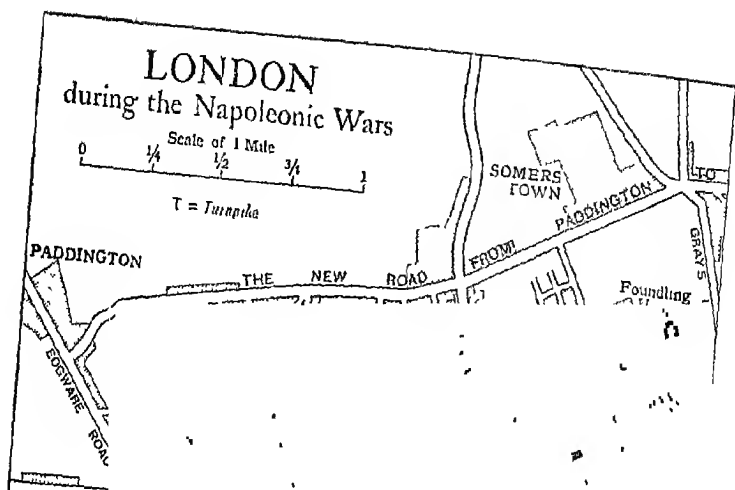 LONDON
during the Napoleonic Wars
Scale of 1 Mile
0 1/4 1/2 3/4 1
T = Turnpike
SOMERS
TOWN
TO
PADDINGTON
FROM
PADDINGTON
THE NEW ROAD
GRAYS
Foundling
EDGWARE
ROAD